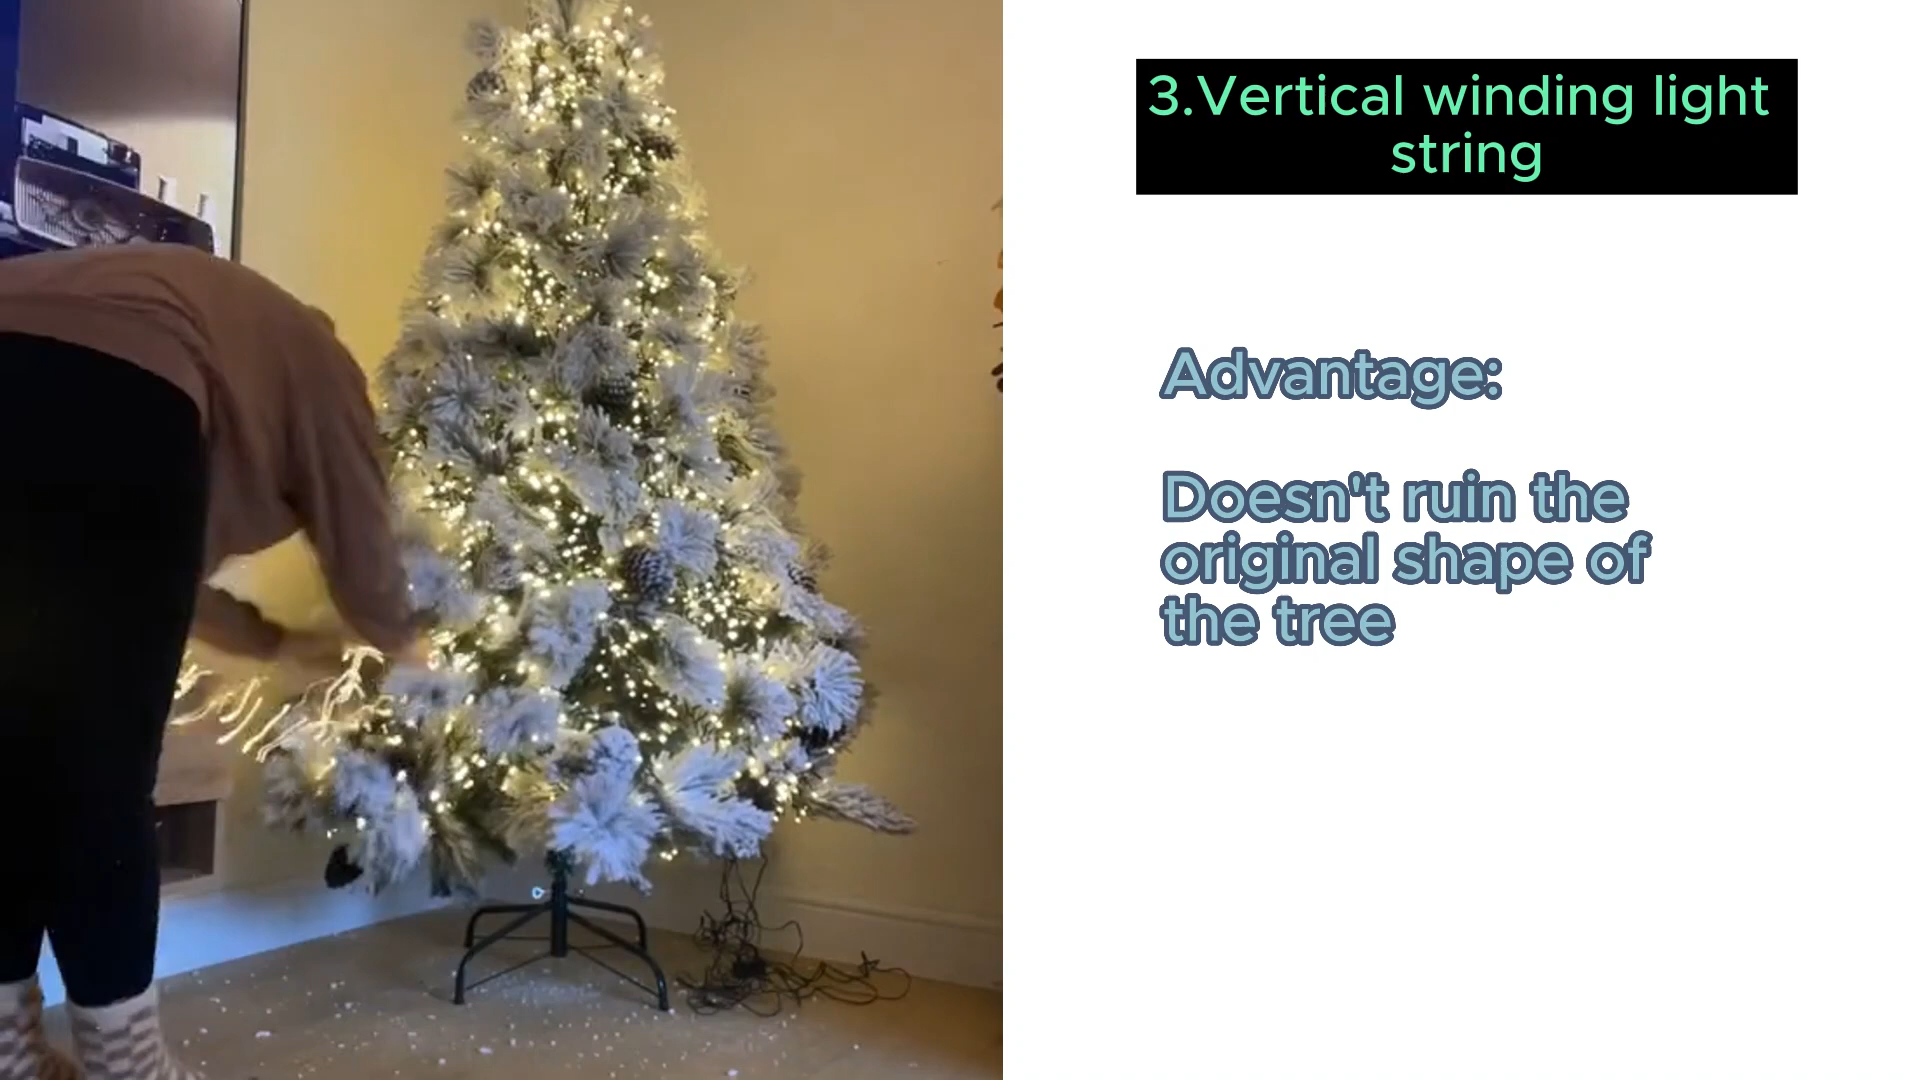 3.Vertical winding light
string
Advantage:
Doesn't ruin the
original shape of
the tree